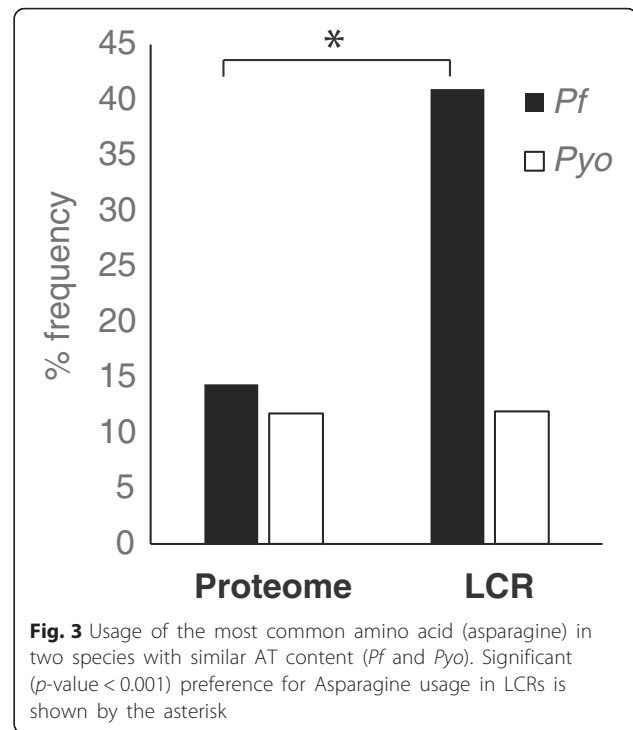 45
*
40
Pf
35
Pyo
30
25
20
15
10
5
0
% frequency
Proteome LCR
Fig. 3 Usage of the most common amino acid (asparagine) in
two species with similar AT content (Pf and Pyo). Significant
(p-value < 0.001) preference for Asparagine usage in LCRs is
shown by the asterisk